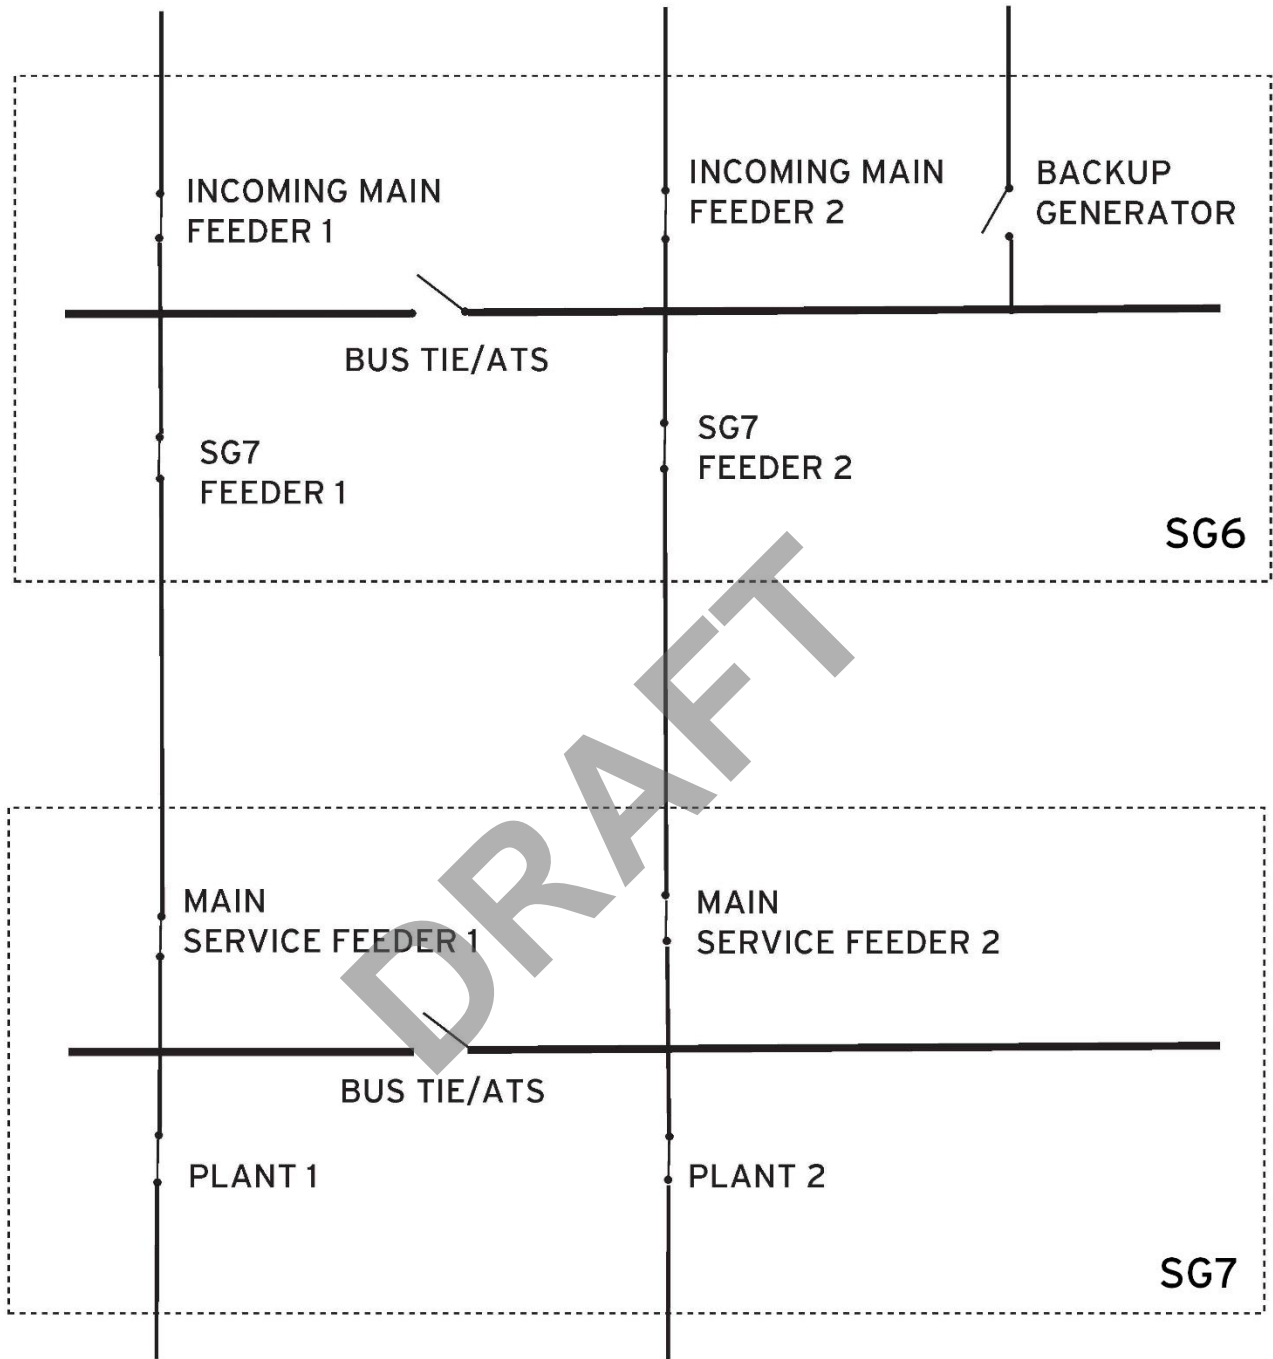 INCOMING MAIN
FEEDER 1
INCOMING MAIN
FEEDER 2
BACKUP
GENERATOR
BUS TIE/ATS
SG7
FEEDER 1
SG7
FEEDER 2
SG6
DRAFT
MAIN
SERVICE FEEDER 1
MAIN
SERVICE FEEDER 2
BUS TIE/ATS
PLANT 1
PLANT 2
SG7